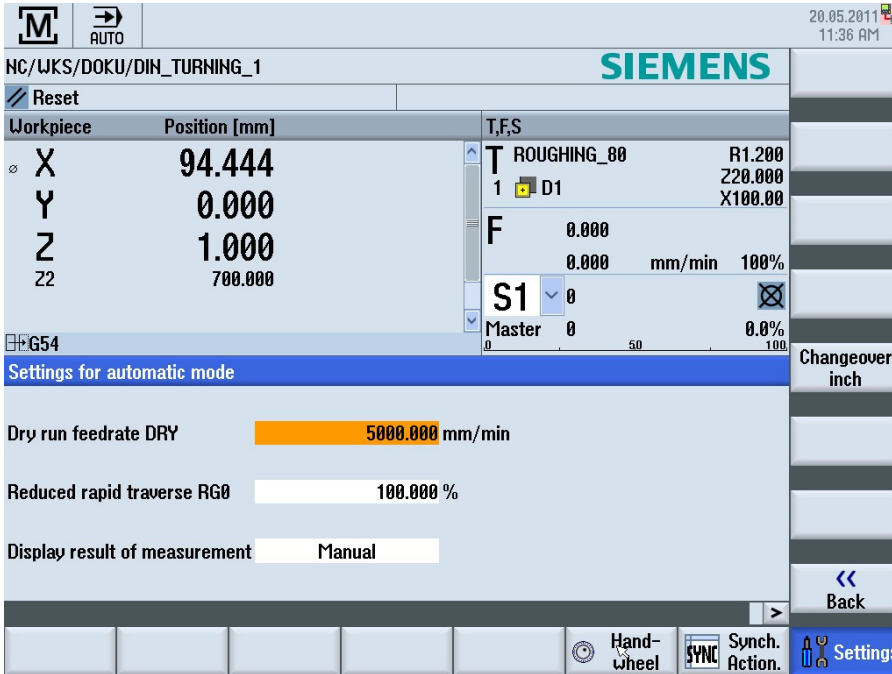 M
AUTO
20.05.2011
11:36 AM
NC/WKS/DOKU/DIN_TURNING_1
SIEMENS
Reset
Workpiece Position [mm]
T,F,S
⌀ X 94.444
Y 0.000
Z 1.000
Z2 700.000
G54
T ROUGHING_80 R1.200
Z20.000
1 D1
X100.00
F 0.000
0.000 mm/min 100%
S1 0
Master 0 0.0%
0 50 100
Changeover
inch
Settings for automatic mode
Dry run feedrate DRY 5000.000 mm/min
Reduced rapid traverse RG0 100.000 %
Display result of measurement Manual
<<
Back
>
Hand-
wheel
SYNC Synch.
Action.
Settings